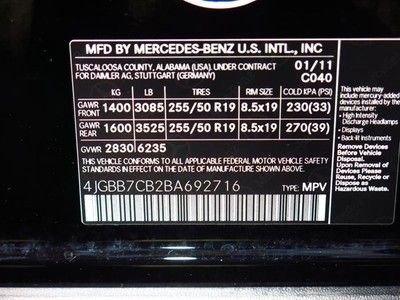 MFD BY MERCEDES-BENZ U.S. INTL., INC
TUSCALOOSA COUNTY, ALABAMA (USA), UNDER CONTRACT 01/11
FOR DAIMLER AG, STUTTGART (GERMANY) C040
KG LB TIRES RIM/SIZE COLD KPA (PSI)
GAWR FRONT 1400 3085 255/50 R19 8.5x19 230(33)
GAWR REAR 1600 3525 255/50 R19 8.5x19 270(39)
GVWR 2830 6235
THIS VEHICLE CONFORMS TO ALL APPLICABLE FEDERAL MOTOR VEHICLE SAFETY
STANDARDS IN EFFECT ON THE DATE OF MANUFACTURE SHOWN ABOVE.
4JGBB7CB2BA692716 TYPE: MPV
This vehicle may
include mercury-added
devices installed by the
manufacturer:
• High Intensity
Discharge Headlamps
• Displays
• Back-lit instruments
Remove Devices
Before Vehicle Disposal.
Upon Removal of
Devices Please
Reuse, Recycle or
Dispose as
Hazardous Waste.